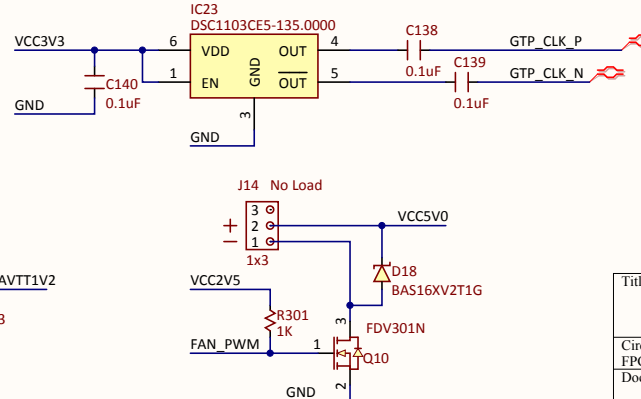 IC23
DSC1103CE5-135.0000
VCC3V3
6
VDD
OUT
4
C138
0.1uF
GTP_CLK_P
1
EN
GND
OUT
5
C139
0.1uF
GTP_CLK_N
C140
0.1uF
GND
3
GND
J14 No Load
3
2
1
+
−
1x3
VCC5V0
D18
BAS16XV2T1G
AVTT1V2
3
VCC2V5
R301
1K
FAN_PWM
1
3
FDV301N
Q10
2
GND
Titl
Circ
FPG
Doc